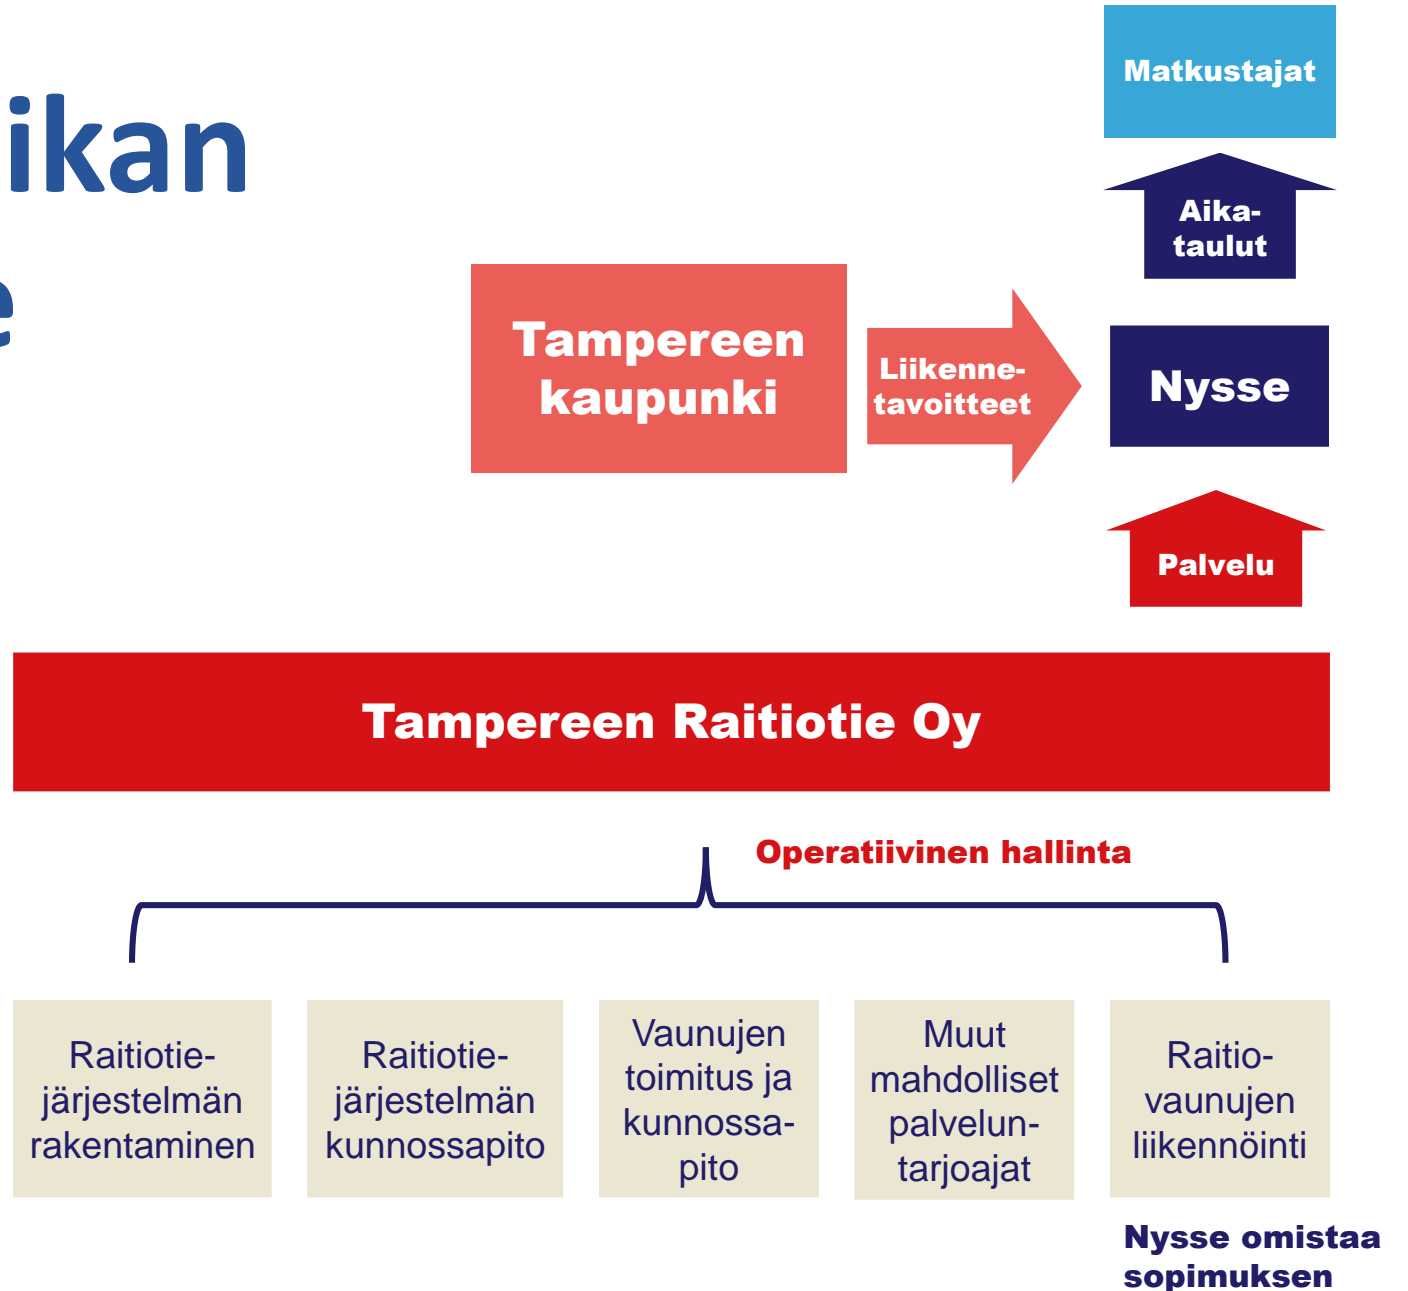 ikan
e
Matkustajat
Aika-
taulut
Tampereen
kaupunki
Liikenne-
tavoitteet
Nysse
Palvelu
Tampereen Raitiotie Oy
Operatiivinen hallinta
Raitiotie-
järjestelmän
rakentaminen
Raitiotie-
järjestelmän
kunnossapito
Vaunujen
toimitus ja
kunnossa-
pito
Muut
mahdolliset
palvelun-
tarjoajat
Raitio-
vaunujen
liikennöinti
Nysse omistaa
sopimuksen